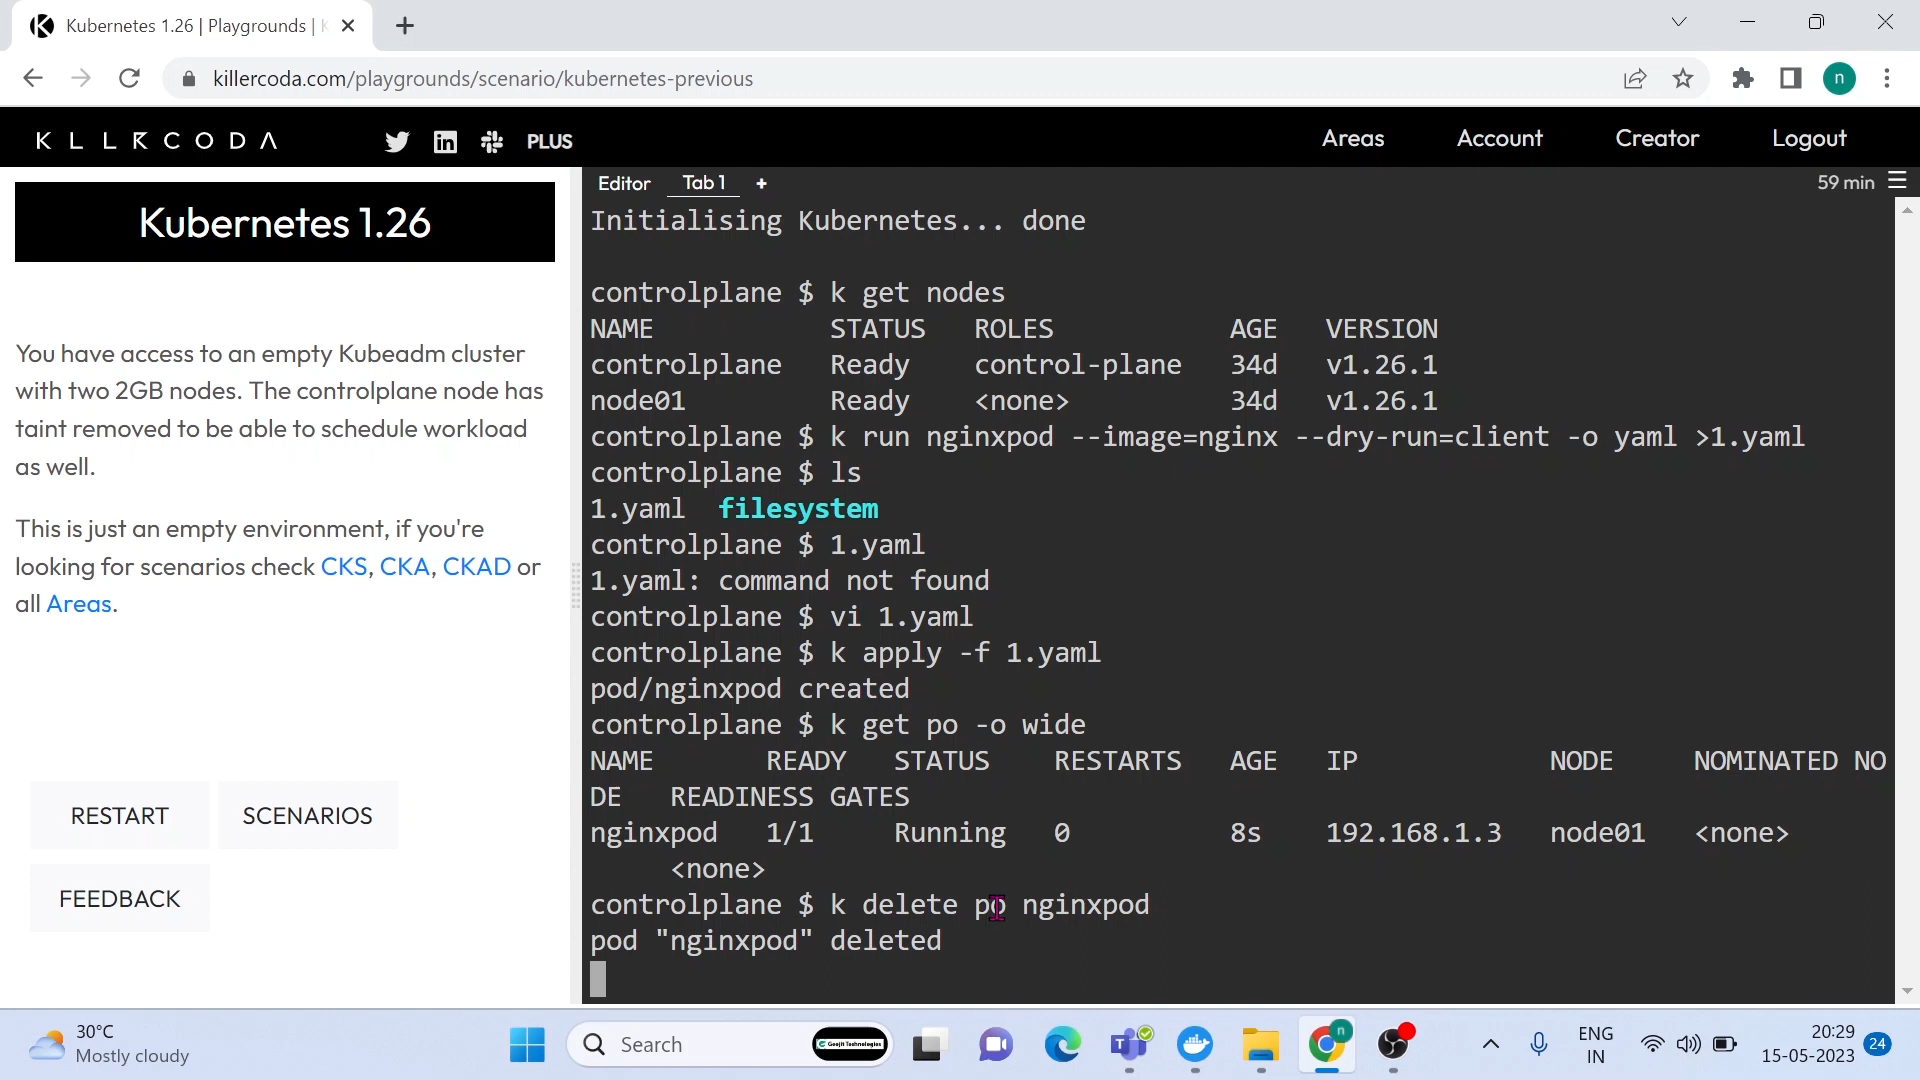 Kubernetes 1.26 | Playgrounds | K
killercoda.com/playgrounds/scenario/kubernetes-previous
n
KLLRCODA
PLUS
Areas
Account
Creator
Logout
Kubernetes 1.26
You have access to an empty Kubeadm cluster
with two 2GB nodes. The controlplane node has
taint removed to be able to schedule workload
as well.
This is just an empty environment, if you're
looking for scenarios check CKS, CKA, CKAD or
all Areas.
RESTART
SCENARIOS
FEEDBACK
Editor
Tab 1
+
59 min
Initialising Kubernetes... done
controlplane $ k get nodes
NAME STATUS ROLES AGE VERSION
controlplane Ready control-plane 34d v1.26.1
node01 Ready <none> 34d v1.26.1
controlplane $ k run nginxpod --image=nginx --dry-run=client -o yaml >1.yaml
controlplane $ ls
1.yaml filesystem
controlplane $ 1.yaml
1.yaml: command not found
controlplane $ vi 1.yaml
controlplane $ k apply -f 1.yaml
pod/nginxpod created
controlplane $ k get po -o wide
NAME READY STATUS RESTARTS AGE IP NODE NOMINATED NO
DE READINESS GATES
nginxpod 1/1 Running 0 8s 192.168.1.3 node01 <none>
<none>
controlplane $ k delete po nginxpod
pod "nginxpod" deleted
30°C
Mostly cloudy
Search
Geojit Technologies
T
n
ENG
IN
20:29
15-05-2023
24